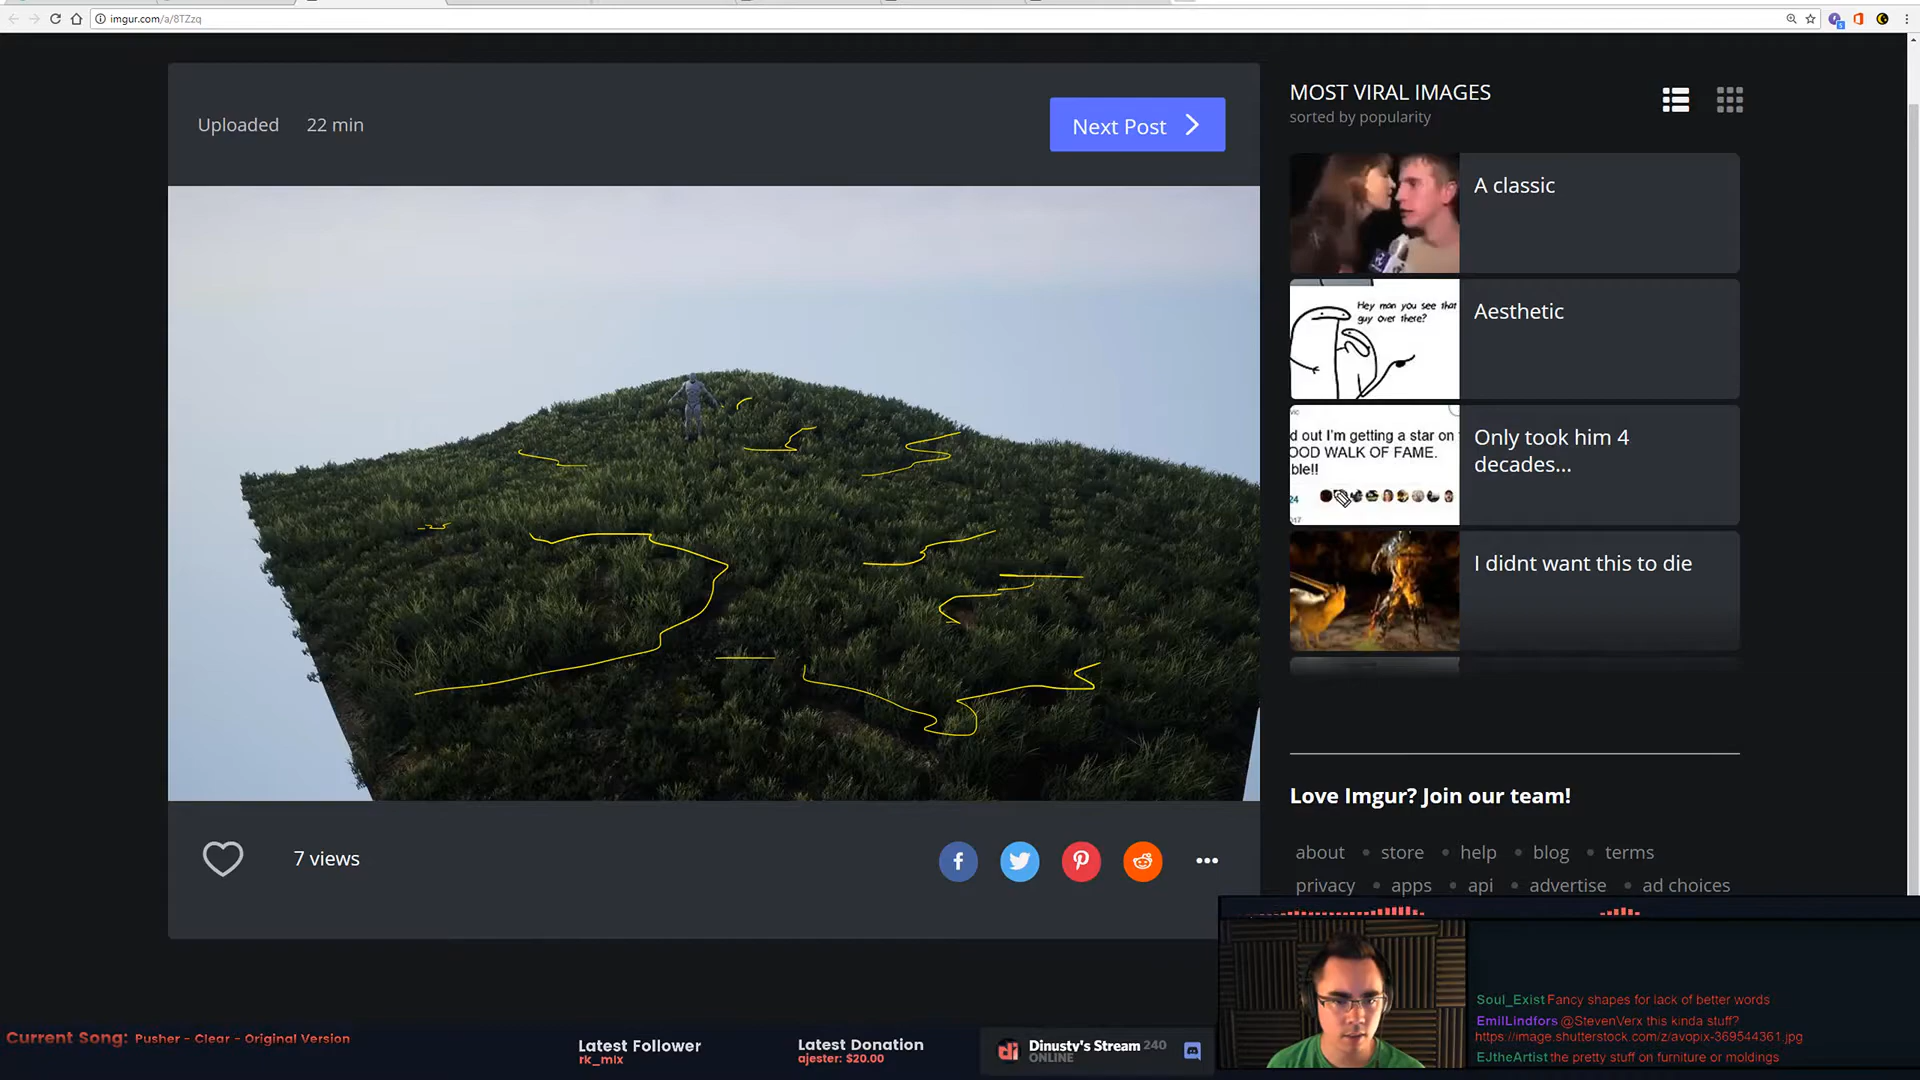 imgur.com/a/8TZzq
Uploaded 22 min
Next Post
MOST VIRAL IMAGES
sorted by popularity
A classic
Hey man you see that
guy over there?
Aesthetic
d out I'm getting a star on
OOD WALK OF FAME.
ble!!
24
Only took him 4
decades...
I didnt want this to die
Love Imgur? Join our team!
about • store • help • blog • terms
privacy • apps • api • advertise • ad choices
7 views
Soul_Exist Fancy shapes for lack of better words
EmilLindfors @StevenVerx this kinda stuff?
https://image.shutterstock.com/z/avopix-369544361.jpg
EJtheArtist the pretty stuff on furniture or moldings
Current Song: Pusher - Clear - Original Version
Latest Follower
rk_mix
Latest Donation
ajester: $20.00
Dinusty's Stream 240
ONLINE